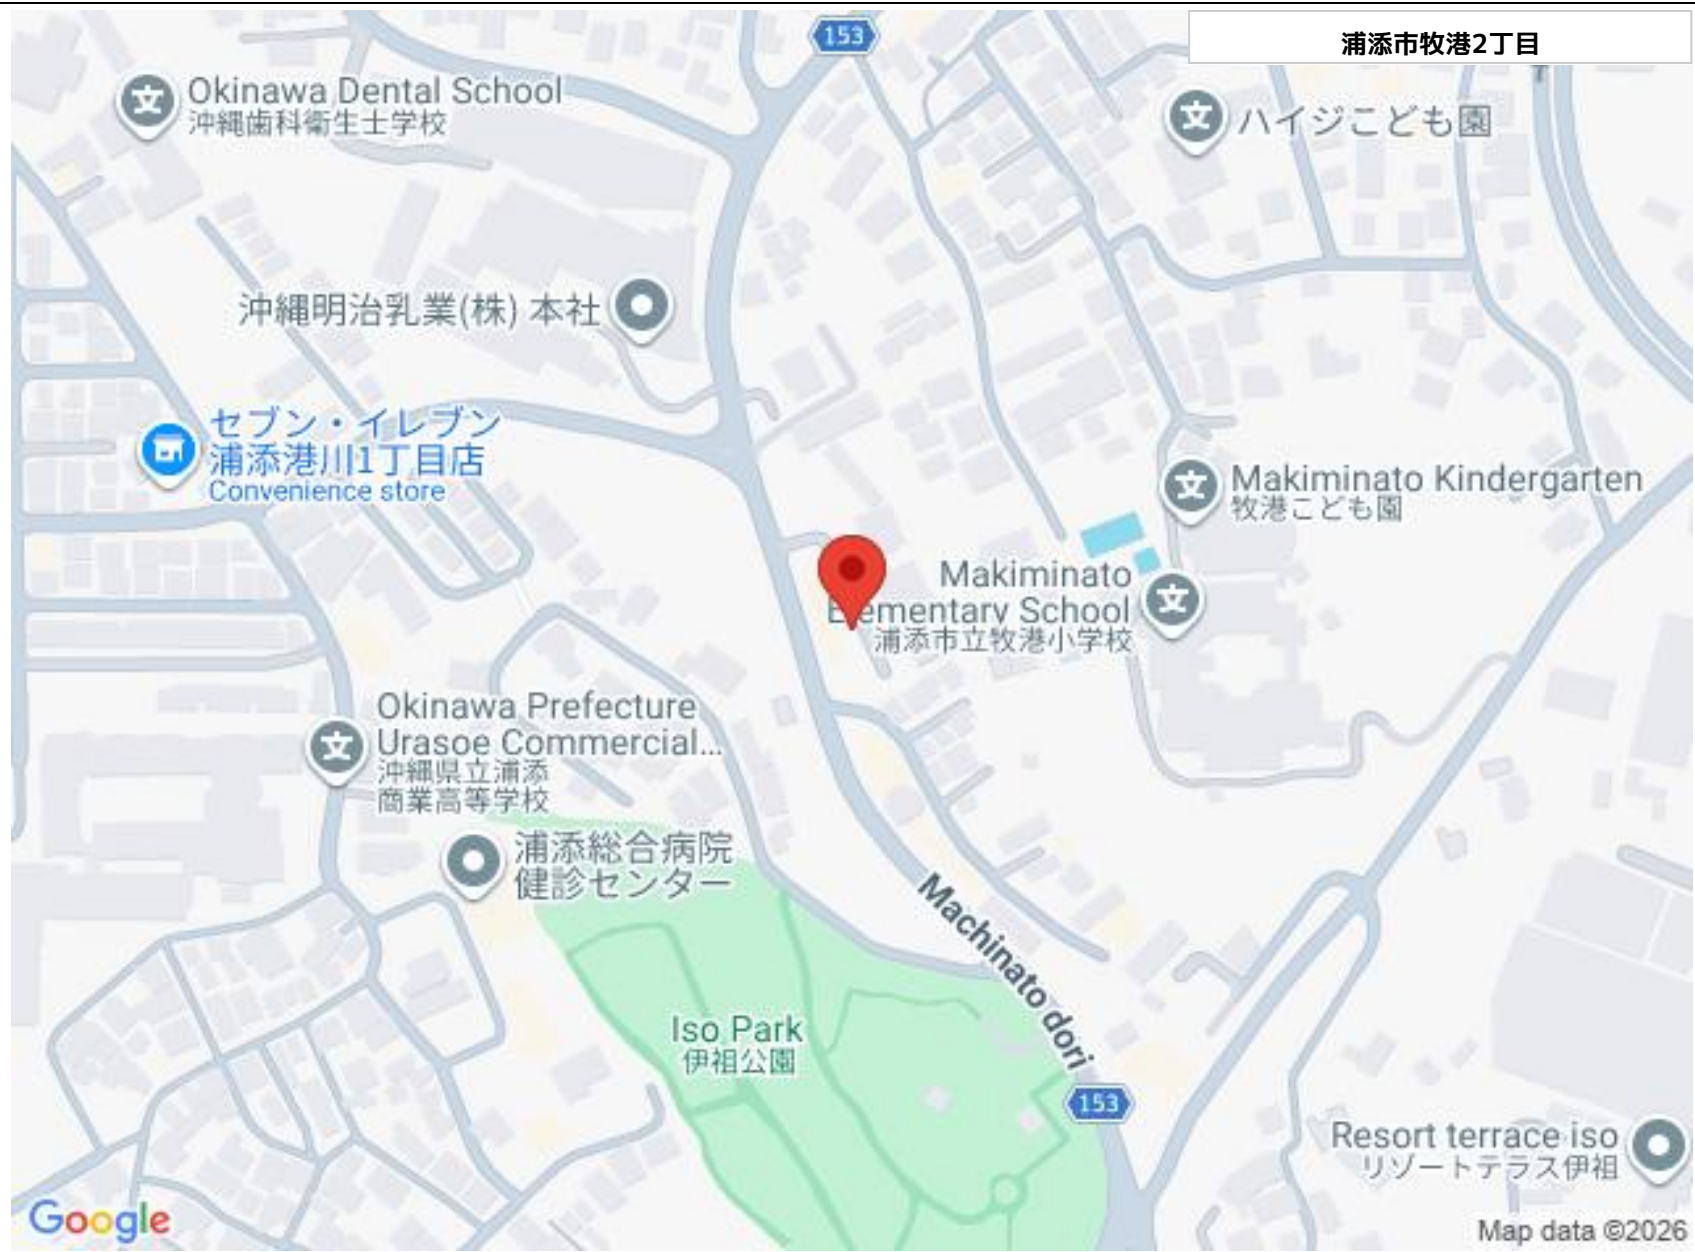 153
浦添市牧港2丁目
Okinawa Dental School
沖縄歯科衛生士学校
ハイジこども園
沖縄明治乳業(株) 本社
セブン・イレブン
浦添港川1丁目店
Convenience store
Makiminato Kindergarten
牧港こども園
Makiminato
Elementary School
浦添市立牧港小学校
Okinawa Prefecture
Urasoe Commercial...
沖縄県立浦添
商業高等学校
浦添総合病院
健診センター
Machinato dori
Iso Park
伊祖公園
153
Resort terrace iso
リゾートテラス伊祖
Google
Map data ©2026